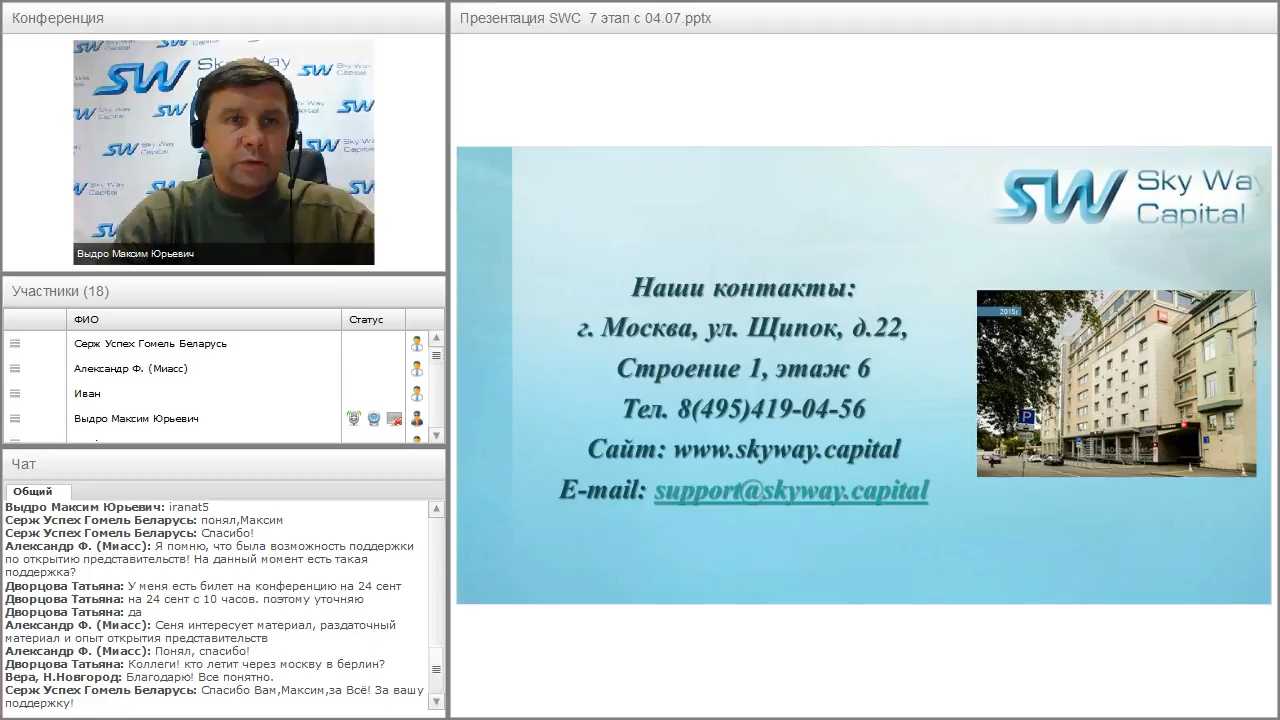 Конференция
SW
Sky Way
Capital
Выдро Максим Юрьевич
Участники (18)
ФИО
Статус
Серж Успех Гомель Беларусь
Александр Ф. (Миасс)
Иван
Выдро Максим Юрьевич
Чат
Общий
Выдро Максим Юрьевич: iranat5
Серж Успех Гомель Беларусь: понял,Максим
Серж Успех Гомель Беларусь: Спасибо!
Александр Ф. (Миасс): Я помню, что была возможность поддержки
по открытию представительств! На данный момент есть такая
поддержка?
Дворцова Татьяна: У меня есть билет на конференцию на 24 сент
Дворцова Татьяна: на 24 сент с 10 часов. поэтому уточняю
Дворцова Татьяна: да
Александр Ф. (Миасс): Сеня интересует материал, раздаточный
материал и опыт открытия представительств
Александр Ф. (Миасс): Понял, спасибо!
Дворцова Татьяна: Коллеги! кто летит через москву в берлин?
Вера, Н.Новгород: Благодарю! Все понятно.
Серж Успех Гомель Беларусь: Спасибо Вам,Максим,за Всё! За вашу
поддержку!
Презентация SWC 7 этап с 04.07.pptx
SW Sky Way
Capital
Наши контакты:
г. Москва, ул. Щипок, д.22,
Строение 1, этаж 6
Тел. 8(495)419-04-56
Сайт: www.skyway.capital
E-mail: support@skyway.capital
2015г
P